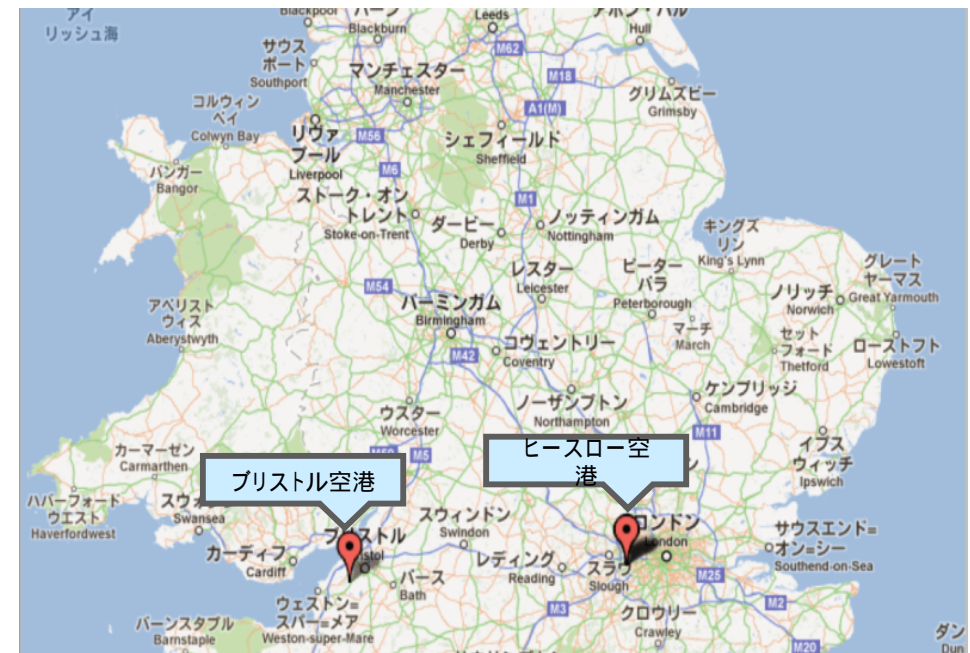 アイ
リッシュ海
Blackpool
Blackburn
Leeds
Hull
M62
サウス
ポート
Southport
マンチェスター
Manchester
M18
A1(M)
グリムズビー
Grimsby
コルウィン
ベイ
Colwyn Bay
リヴァ
プール
Liverpool
M56
シェフィールド
Sheffield
M6
バンガー
Bangor
ストーク・オン
トレント
Stoke-on-Trent
M1
ダービー
Derby
ノッティンガム
Nottingham
キングズ
リン
King's Lynn
レスター
Leicester
ピーター
バラ
Peterborough
グレート
ヤーマス
Great Yarmouth
ノリッチ
Norwich
M54
アベリスト
ウィス
Aberystwyth
バーミンガム
Birmingham
M42
コヴェントリー
Coventry
マーチ
March
セット
フォード
Thetford
ローストフト
Lowestoft
ウスター
Worcester
ノーザンプトン
Northampton
ケンブリッジ
Cambridge
M11
カーマーゼン
Carmarthen
M5
ヒースロー空
港
イプス
ウィッチ
Ipswich
ブリストル空港
ハバーフォード
ウエスト
Haverfordwest
Swansea
スウィンドン
Swindon
ロンドン
London
サウスエンド=
オン=シー
Southend-on-Sea
カーディフ
Cardiff
ブリストル
バース
Bath
レディング
Reading
スラウ
Slough
M25
ウェストン=
スパー=メア
Weston-super-Mare
M3
M2
クロウリー
Crawley
バーンスタプル
Barnstaple
M20
ダン
Dun